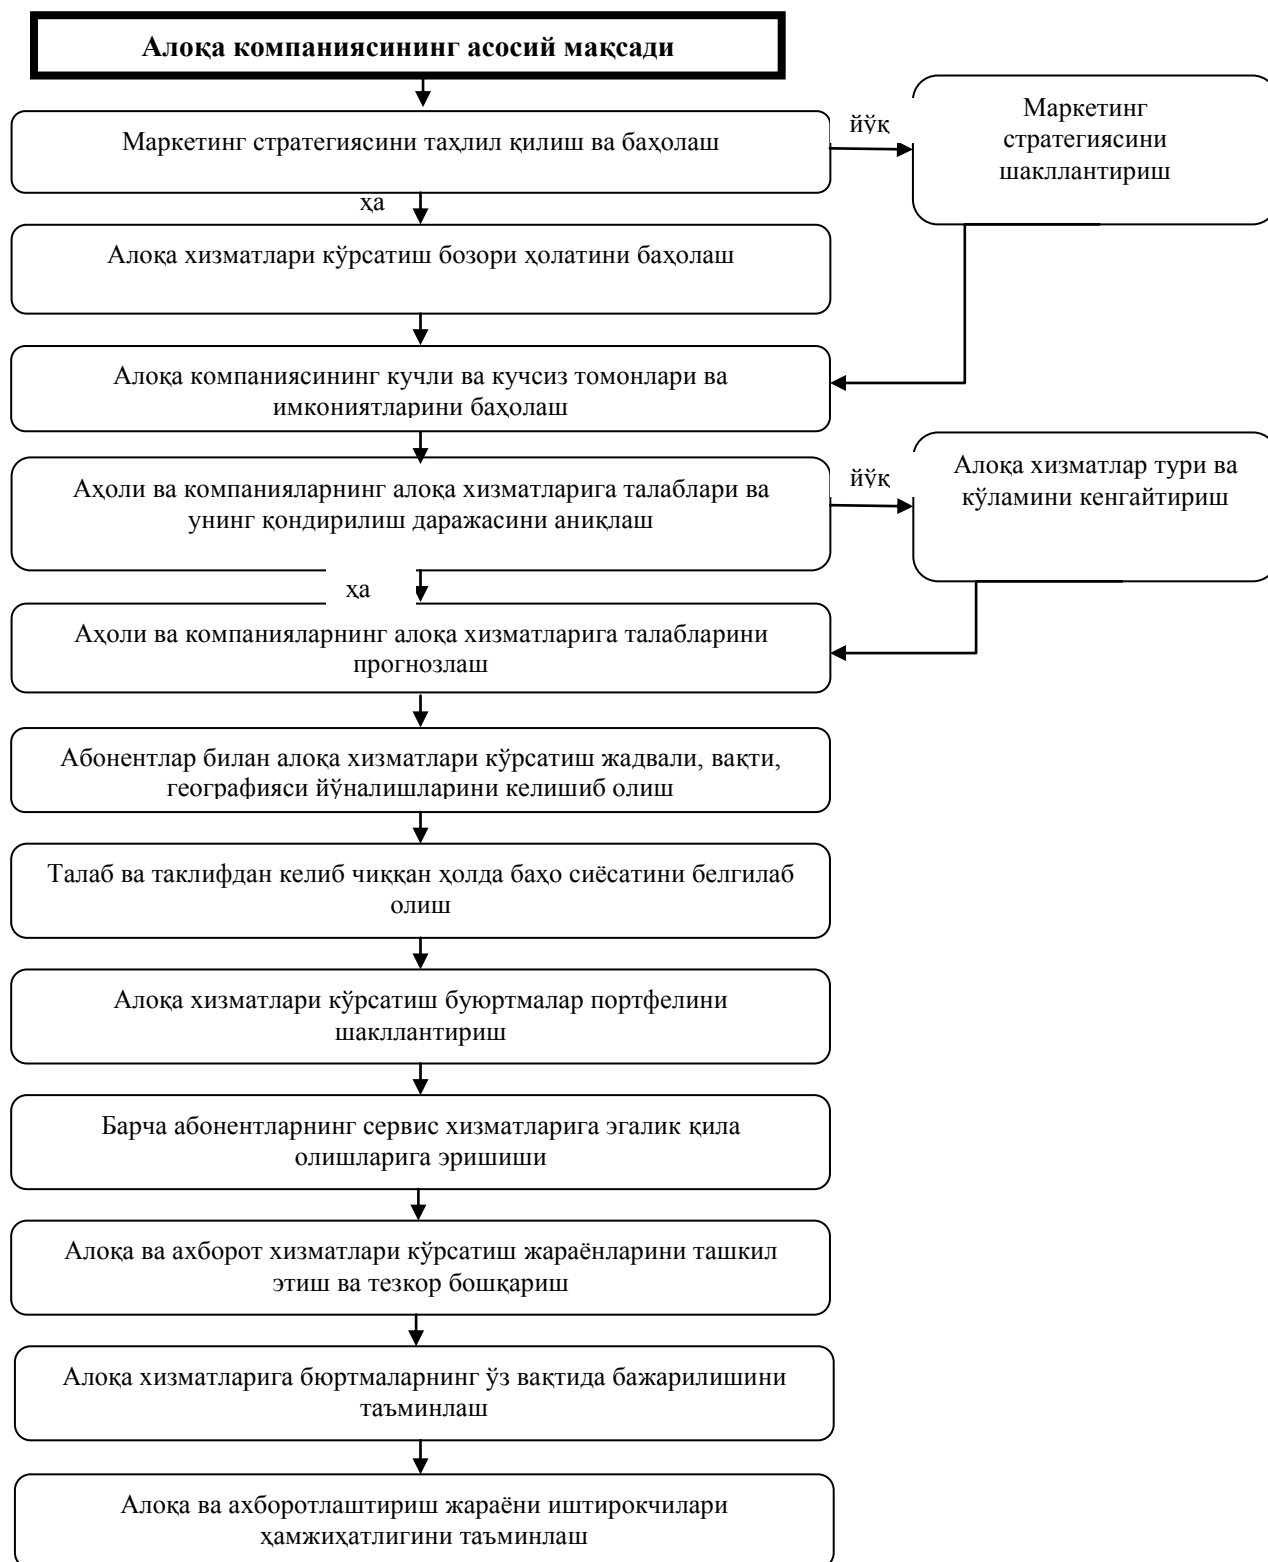 Алоқа компаниясининг асосий мақсади
Маркетинг стратегиясини таҳлил қилиш ва баҳолаш
йўқ
Маркетинг
стратегиясини
шакллантириш
ҳа
Алоқа хизматлари кўрсатиш бозори ҳолатини баҳолаш
Алоқа компаниясининг кучли ва кучсиз томонлари ва
имкониятларини баҳолаш
Аҳоли ва компанияларнинг алоқа хизматларига талаблари ва
унинг қондирилиш даражасини аниқлаш
йўқ
Алоқа хизматлар тури ва
кўламини кенгайтириш
ҳа
Аҳоли ва компанияларнинг алоқа хизматларига талабларини
прогнозлаш
Абонентлар билан алоқа хизматлари кўрсатиш жадвали, вақти,
географияси йўналишларини келишиб олиш
Талаб ва таклифдан келиб чиққан ҳолда баҳо сиёсатини белгилаб
олиш
Алоқа хизматлари кўрсатиш буюртмалар портфелини
шакллантириш
Барча абонентларнинг сервис хизматларига эгалик қила
олишларига эришиши
Алоқа ва ахборот хизматлари кўрсатиш жараёнларини ташкил
этиш ва тезкор бошқариш
Алоқа хизматларига бюртмаларнинг ўз вақтида бажарилишини
таъминлаш
Алоқа ва ахборотлаштириш жараёни иштирокчилари
ҳамжиҳатлигини таъминлаш